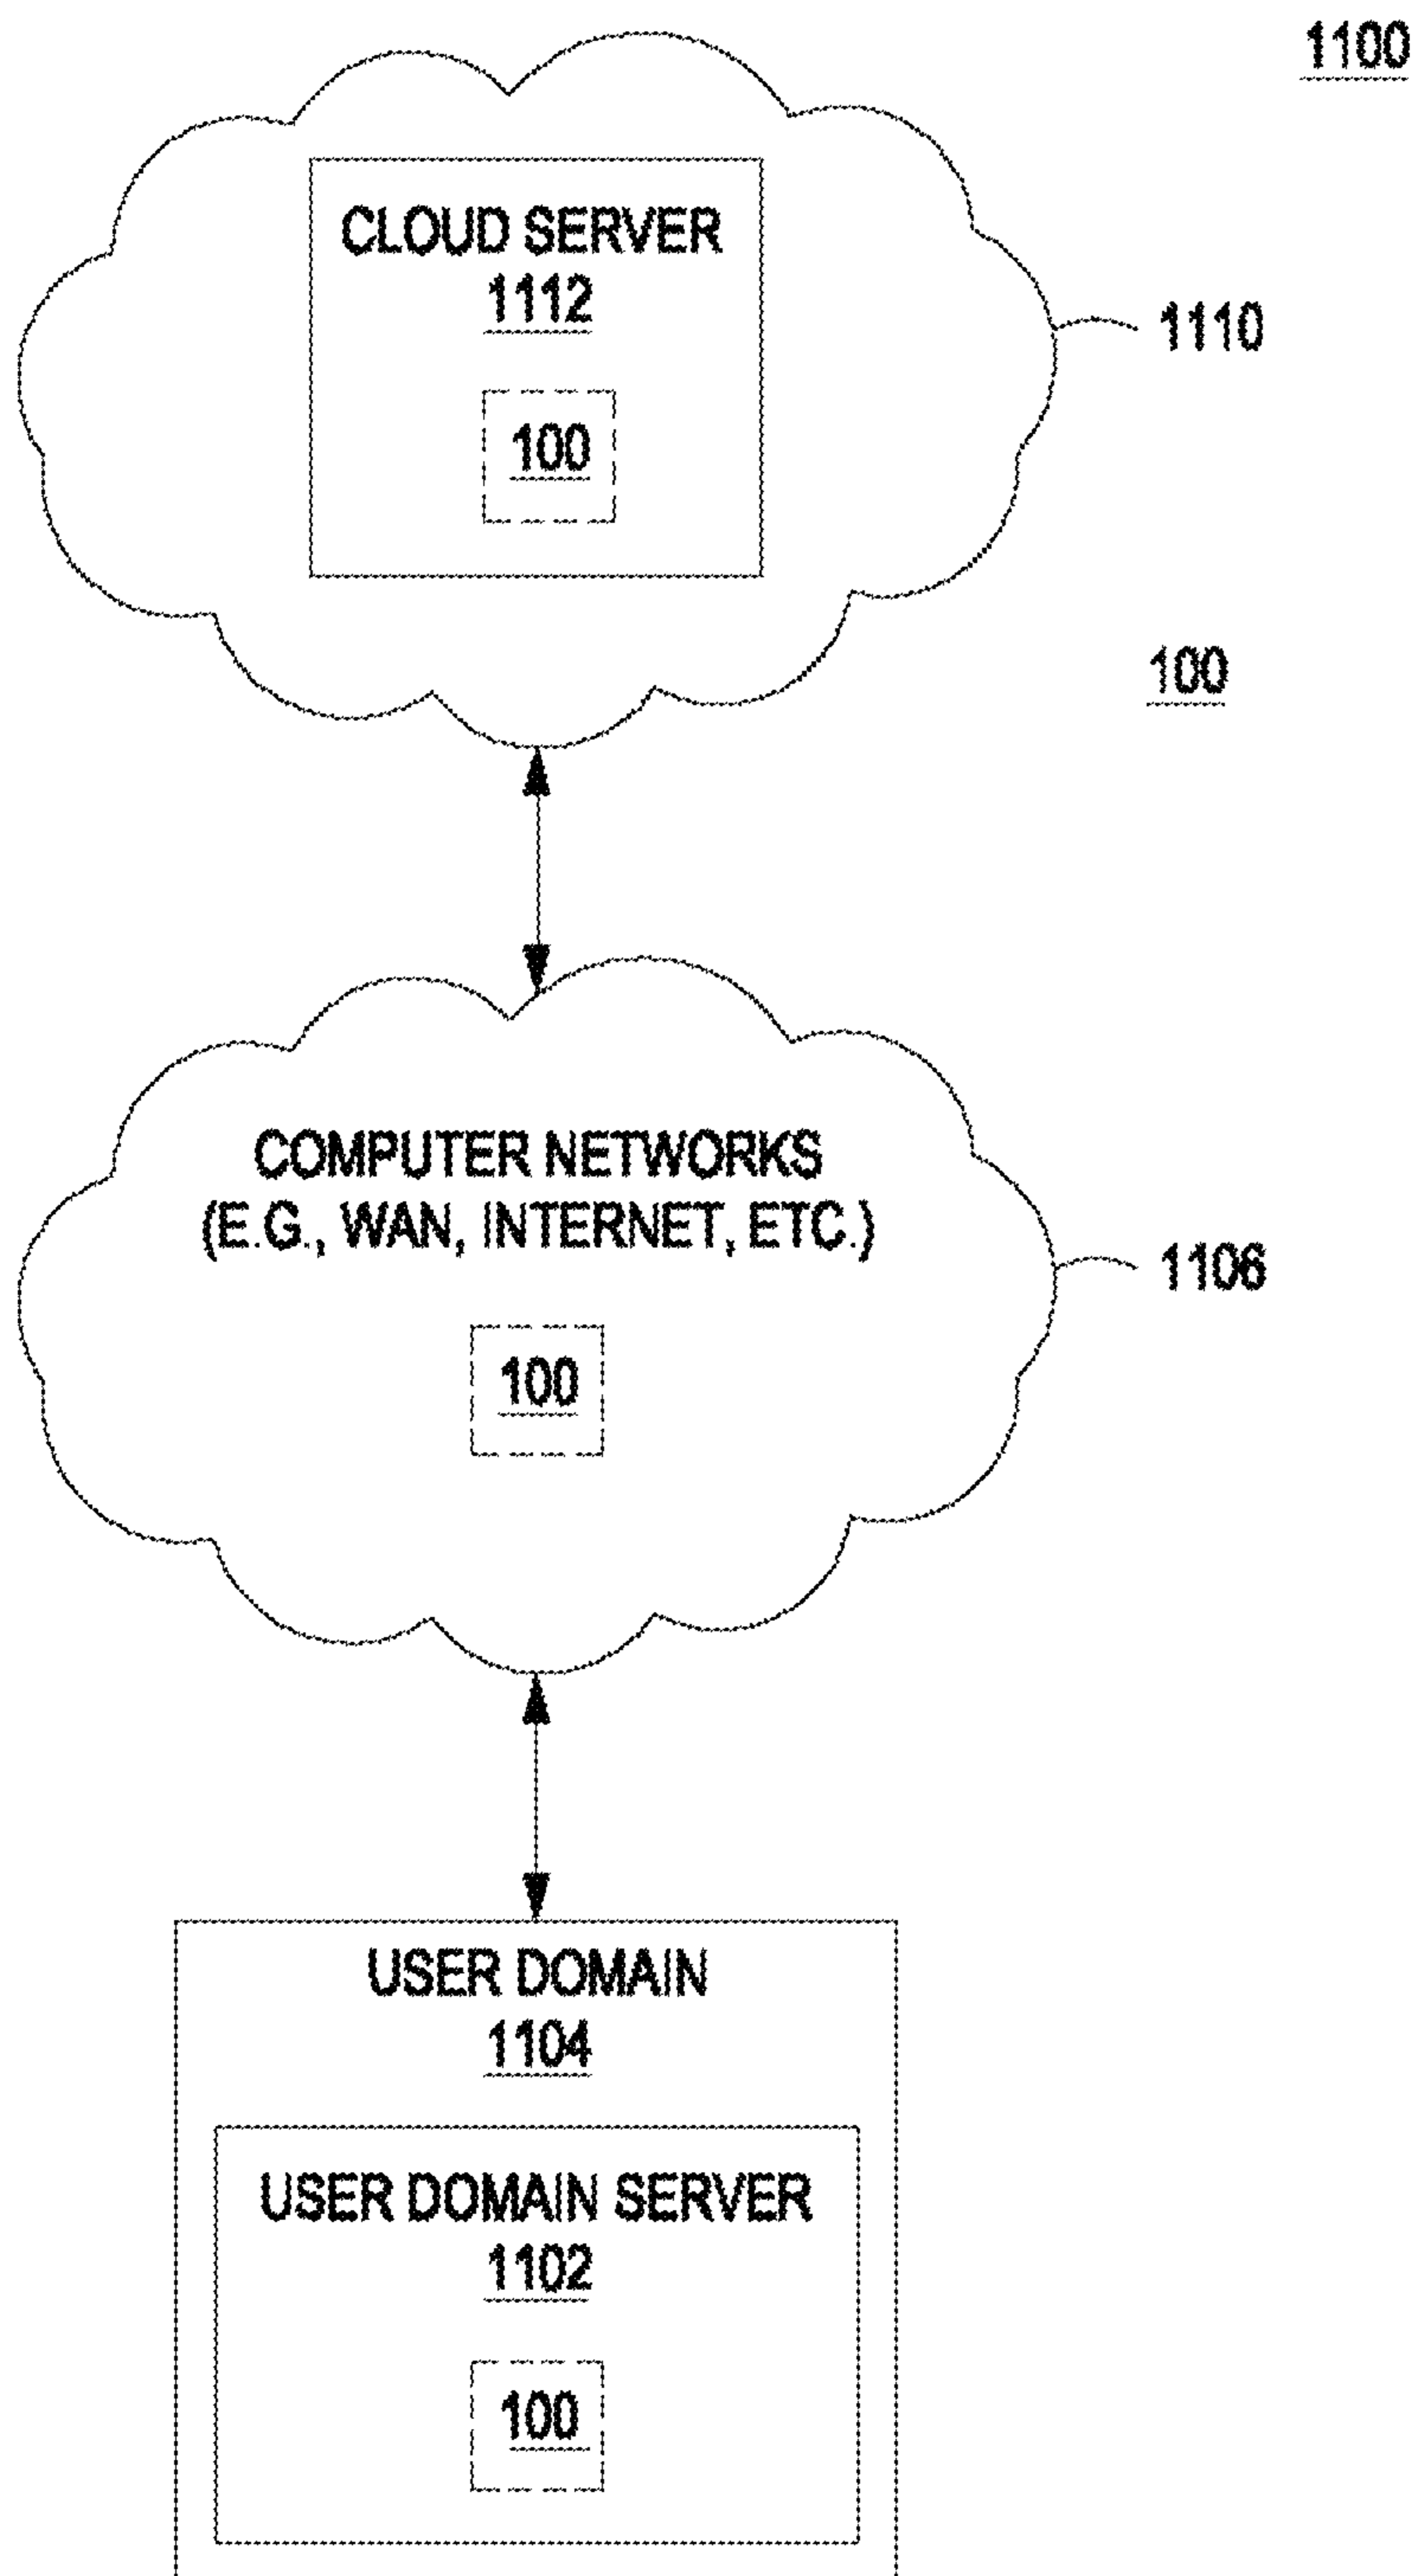 1100
CLOUD SERVER
1112
1110
100
100
COMPUTER NETWORKS
(E.G., WAN, INTERNET, ETC.)
1106
100
USER DOMAIN
1104
USER DOMAIN SERVER
1102
100